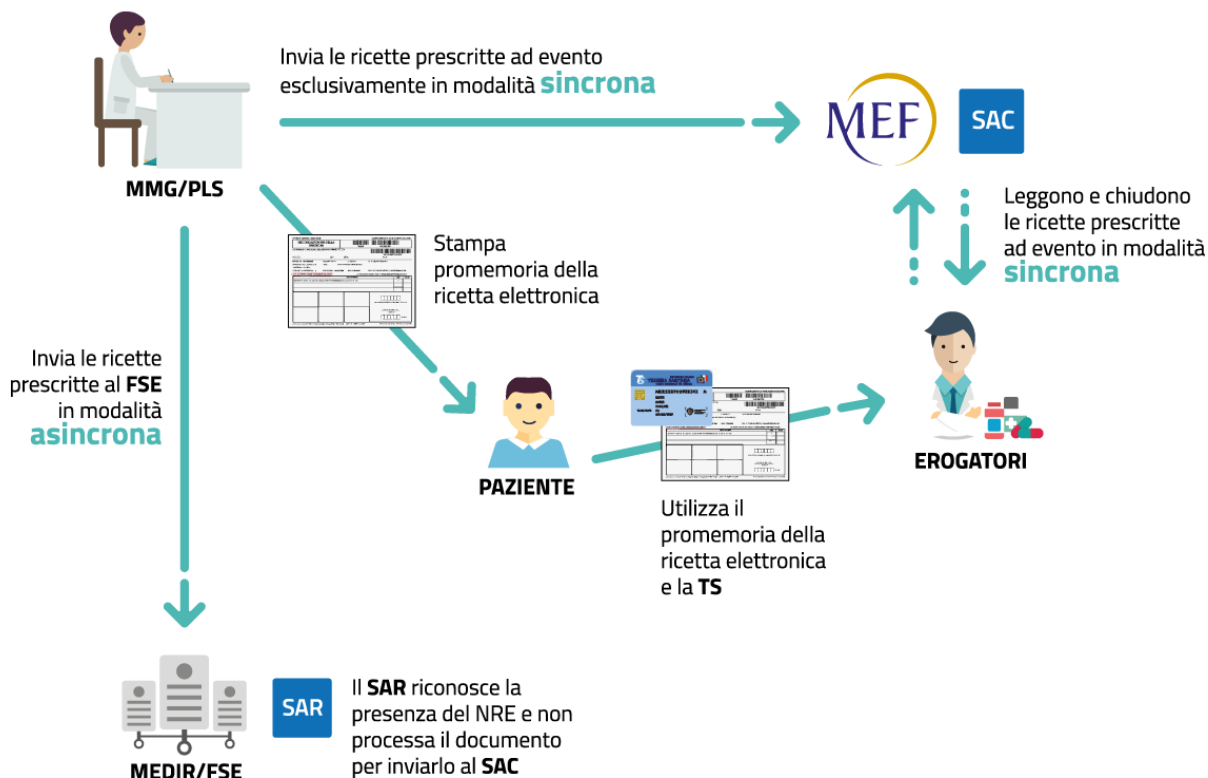 Invia le ricette prescritte ad evento
esclusivamente in modalità sincrona
MEF
SAC
MMG/PLS
Leggono e chiudono
le ricette prescritte
ad evento in modalità
sincrona
Stampa
promemoria della
ricetta elettronica
Invia le ricette
prescritte al FSE
in modalità
asincrona
TS
TESSERA SANITARIA
PAZIENTE
EROGATORI
Utilizza il
promemoria della
ricetta elettronica
e la TS
SAR
Il SAR riconosce la
presenza del NRE e non
processa il documento
per inviarlo al SAC
MEDIR/FSE